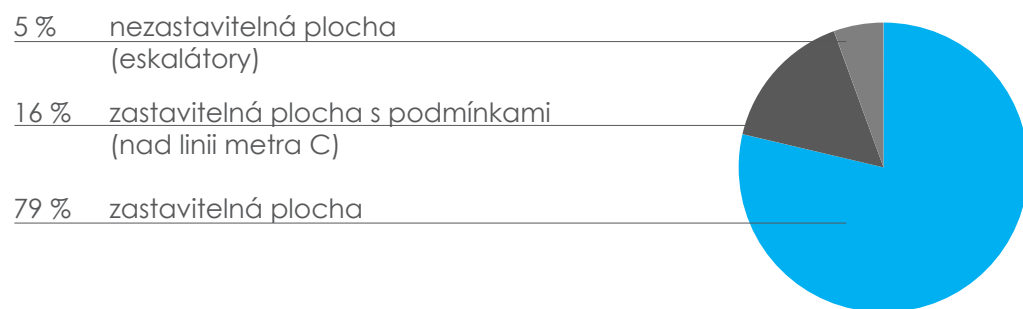 5 % nezastavitelná plocha
(eskalátory)
16 % zastavitelná plocha s podmínkami
(nad linii metra C)
79 % zastavitelná plocha